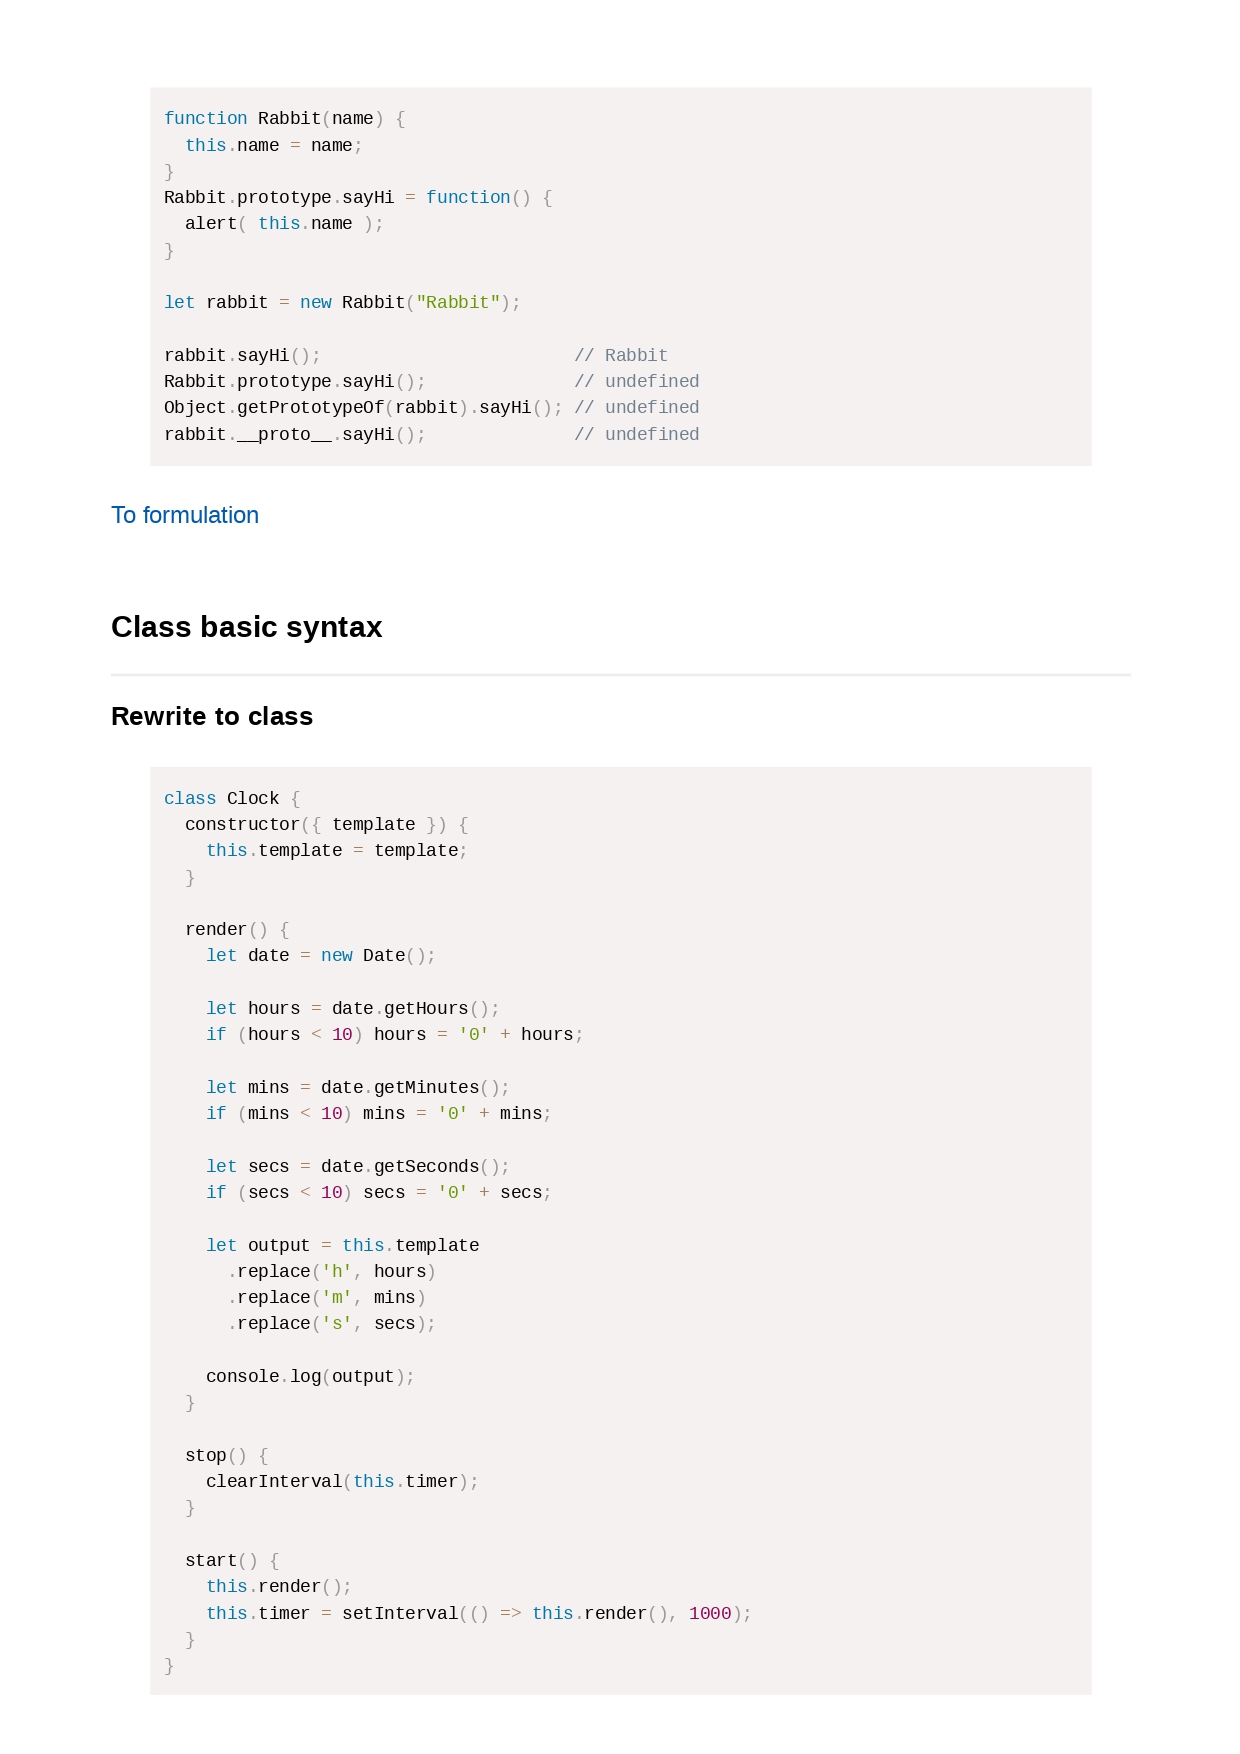 function Rabbit(name) {
  this.name = name;
}
Rabbit.prototype.sayHi = function() {
  alert( this.name );
}

let rabbit = new Rabbit("Rabbit");

rabbit.sayHi();                        // Rabbit
Rabbit.prototype.sayHi();              // undefined
Object.getPrototypeOf(rabbit).sayHi(); // undefined
rabbit.__proto__.sayHi();              // undefined

To formulation

Class basic syntax

Rewrite to class

class Clock {
  constructor({ template }) {
    this.template = template;
  }

  render() {
    let date = new Date();

    let hours = date.getHours();
    if (hours < 10) hours = '0' + hours;

    let mins = date.getMinutes();
    if (mins < 10) mins = '0' + mins;

    let secs = date.getSeconds();
    if (secs < 10) secs = '0' + secs;

    let output = this.template
      .replace('h', hours)
      .replace('m', mins)
      .replace('s', secs);

    console.log(output);
  }

  stop() {
    clearInterval(this.timer);
  }

  start() {
    this.render();
    this.timer = setInterval(() => this.render(), 1000);
  }
}